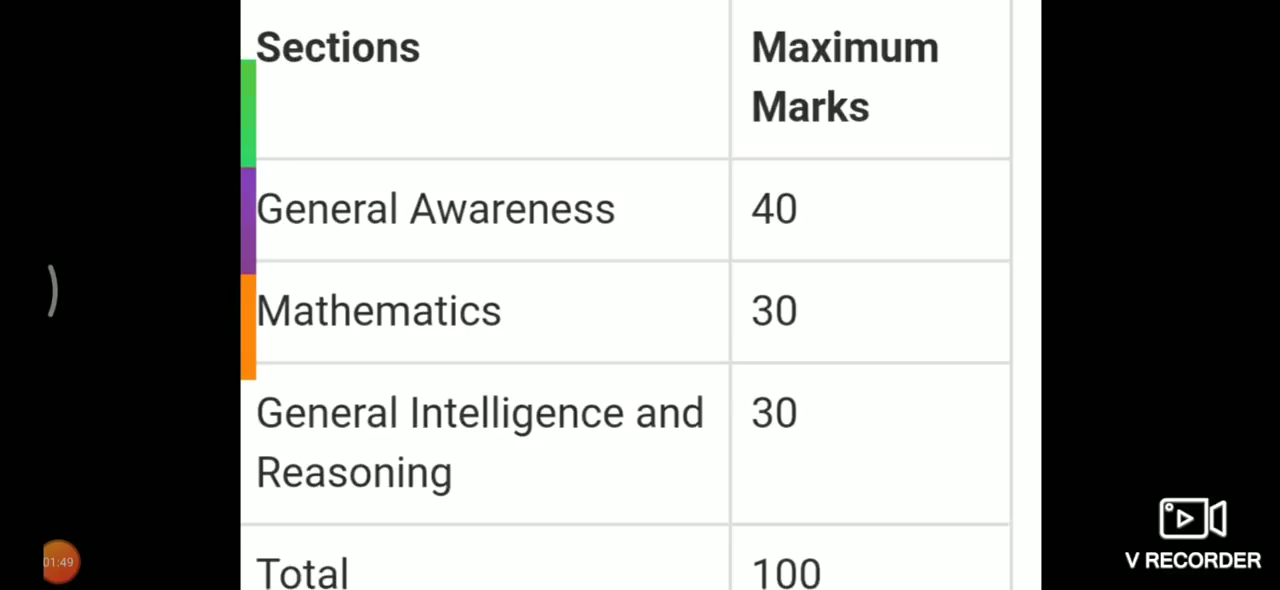 Sections
Maximum
Marks
General Awareness 40
Mathematics 30
General Intelligence and 30
Reasoning
Total 100
01:49
V RECORDER